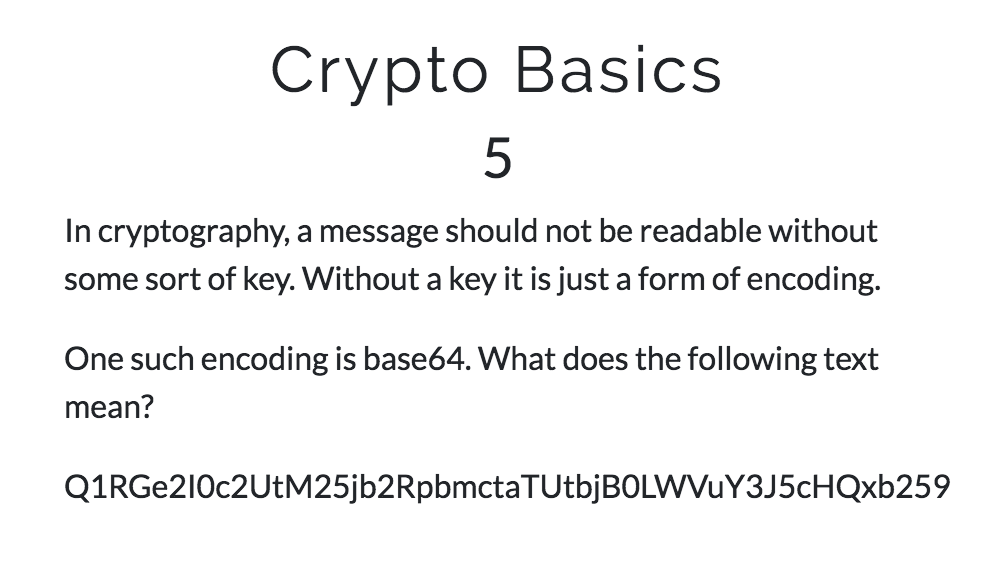 Crypto Basics
5
In cryptography, a message should not be readable without
some sort of key. Without a key it is just a form of encoding.
One such encoding is base64. What does the following text
mean?
Q1RGe2I0c2UtM25jb2RpbmctaTUtbjB0LWVuY3J5cHQxb259